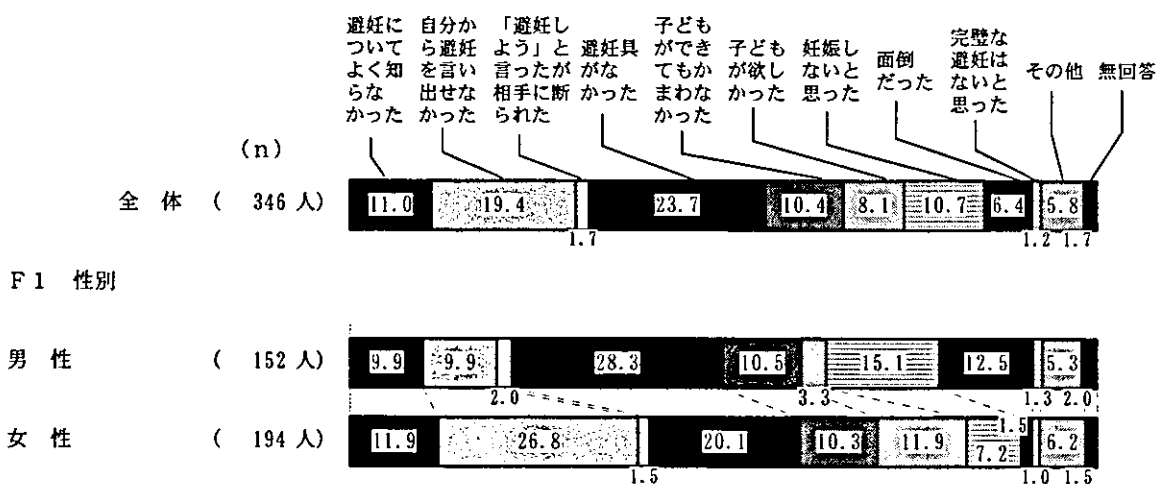 避妊に
ついて
よく知
らな
かった
自分か
ら避妊
を言い
出せな
かった
「避妊し
よう」と
言ったが
相手に断
られた
避妊具
がな
かった
子ども
ができ
てもか
まわな
かった
子ども
が欲し
かった
妊娠し
ないと
思った
面倒
だった
完璧な
避妊は
ないと
思った
その他
無回答
(n)
全 体 ( 346 人)
11.0 19.4 23.7 10.4 8.1 10.7 6.4 5.8
1.7 1.2 1.7
F1 性別
男 性 ( 152 人)
9.9 9.9 28.3 10.5 15.1 12.5 5.3
2.0 3.3 1.3 2.0
女 性 ( 194 人)
11.9 26.8 20.1 10.3 11.9 7.2 1.5 6.2
1.5 1.0 1.5